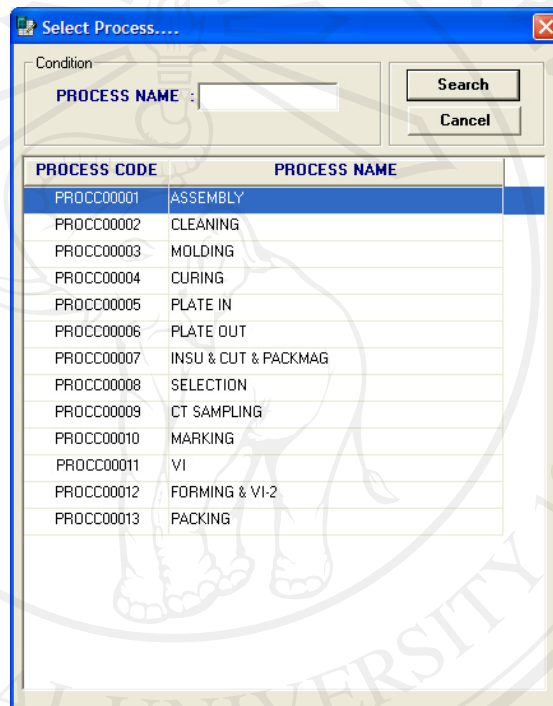 Select Process....
Condition
PROCESS NAME :
Search
Cancel
PROCESS CODE PROCESS NAME
PROCC00001 ASSEMBLY
PROCC00002 CLEANING
PROCC00003 MOLDING
PROCC00004 CURING
PROCC00005 PLATE IN
PROCC00006 PLATE OUT
PROCC00007 INSU & CUT & PACKMAG
PROCC00008 SELECTION
PROCC00009 CT SAMPLING
PROCC00010 MARKING
PROCC00011 VI
PROCC00012 FORMING & VI-2
PROCC00013 PACKING